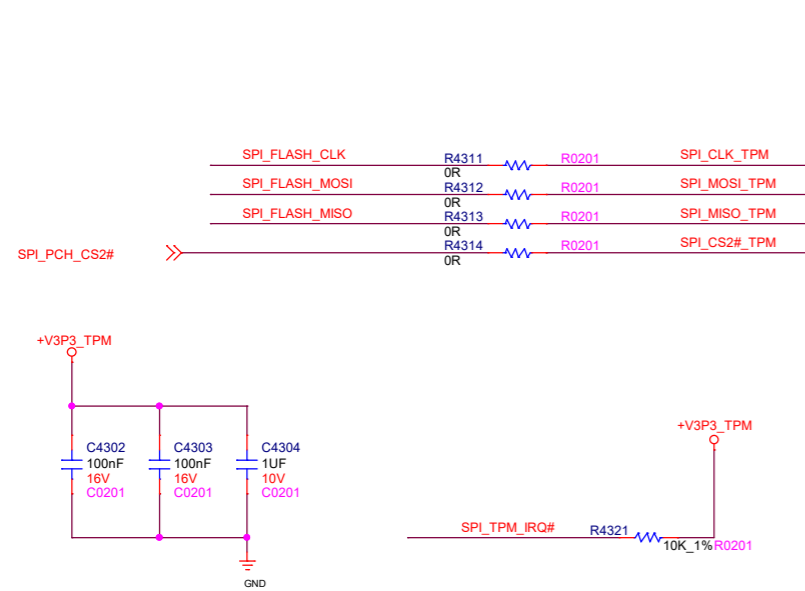 SPI_FLASH_CLK R4311 R0201 SPI_CLK_TPM
0R
SPI_FLASH_MOSI R4312 R0201 SPI_MOSI_TPM
0R
SPI_FLASH_MISO R4313 R0201 SPI_MISO_TPM
0R
SPI_PCH_CS2# R4314 R0201 SPI_CS2#_TPM
0R
+V3P3_TPM
C4302 C4303 C4304
100nF 100nF 1UF
16V 16V 10V
C0201 C0201 C0201
GND
+V3P3_TPM
SPI_TPM_IRQ# R4321
10K_1% R0201